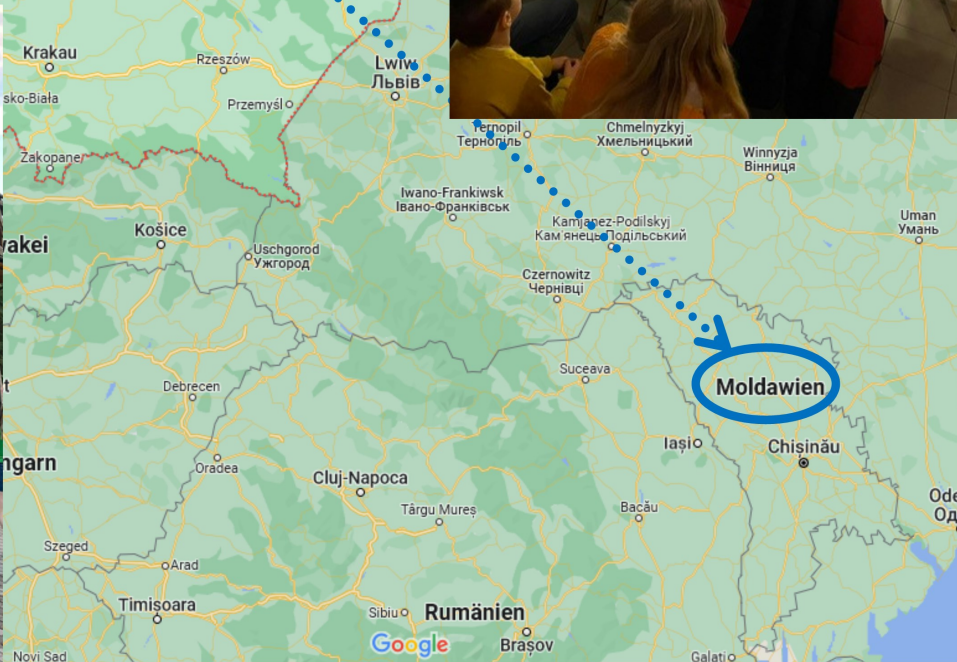 Krakau
Rzeszów
Lwiw
Львів
sko-Biała
Przemyśl
Ternopil
Тернопіль
Chmelnyzkyj
Хмельницький
Winnyzja
Вінниця
Zakopane
Iwano-Frankiwsk
Івано-Франківськ
Uman
Умань
Kamjanez-Podilskyj
Кам'янець-Подільський
akei
Košice
Uschgorod
Ужгород
Czernowitz
Чернівці
Suceava
Moldawien
Debrecen
Iași
Chișinău
ngarn
Oradea
Cluj-Napoca
Târgu Mureș
Bacău
Ode
Од
Szeged
Arad
Timișoara
Sibiu
Rumänien
Google
Brașov
Novi Sad
Galați